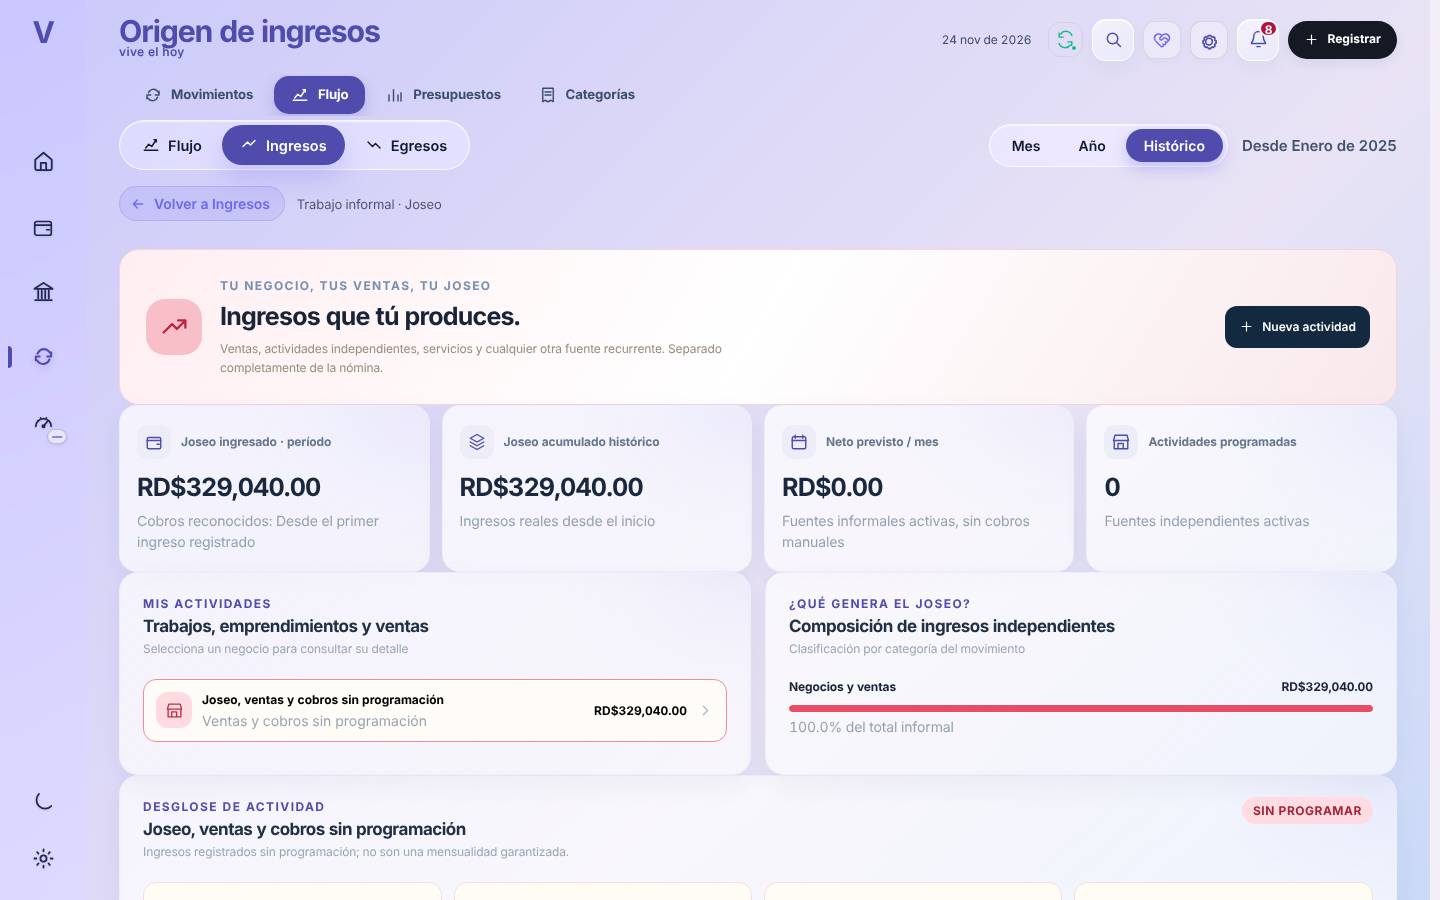 V
Origen de ingresos
vive el hoy
24 nov de 2026
8
Registrar
Movimientos
Flujo
Presupuestos
Categorías
Flujo
Ingresos
Egresos
Mes
Año
Histórico
Desde Enero de 2025
Volver a Ingresos
Trabajo informal · Joseo
TU NEGOCIO, TUS VENTAS, TU JOSEO
Ingresos que tú produces.
Ventas, actividades independientes, servicios y cualquier otra fuente recurrente. Separado
completamente de la nómina.
Nueva actividad
Joseo ingresado · período
RD$329,040.00
Cobros reconocidos: Desde el primer
ingreso registrado
Joseo acumulado histórico
RD$329,040.00
Ingresos reales desde el inicio
Neto previsto / mes
RD$0.00
Fuentes informales activas, sin cobros
manuales
Actividades programadas
0
Fuentes independientes activas
MIS ACTIVIDADES
Trabajos, emprendimientos y ventas
Selecciona un negocio para consultar su detalle
Joseo, ventas y cobros sin programación
Ventas y cobros sin programación
RD$329,040.00
¿QUÉ GENERA EL JOSEO?
Composición de ingresos independientes
Clasificación por categoría del movimiento
Negocios y ventas
RD$329,040.00
100.0% del total informal
DESGLOSE DE ACTIVIDAD
Joseo, ventas y cobros sin programación
Ingresos registrados sin programación; no son una mensualidad garantizada.
SIN PROGRAMAR